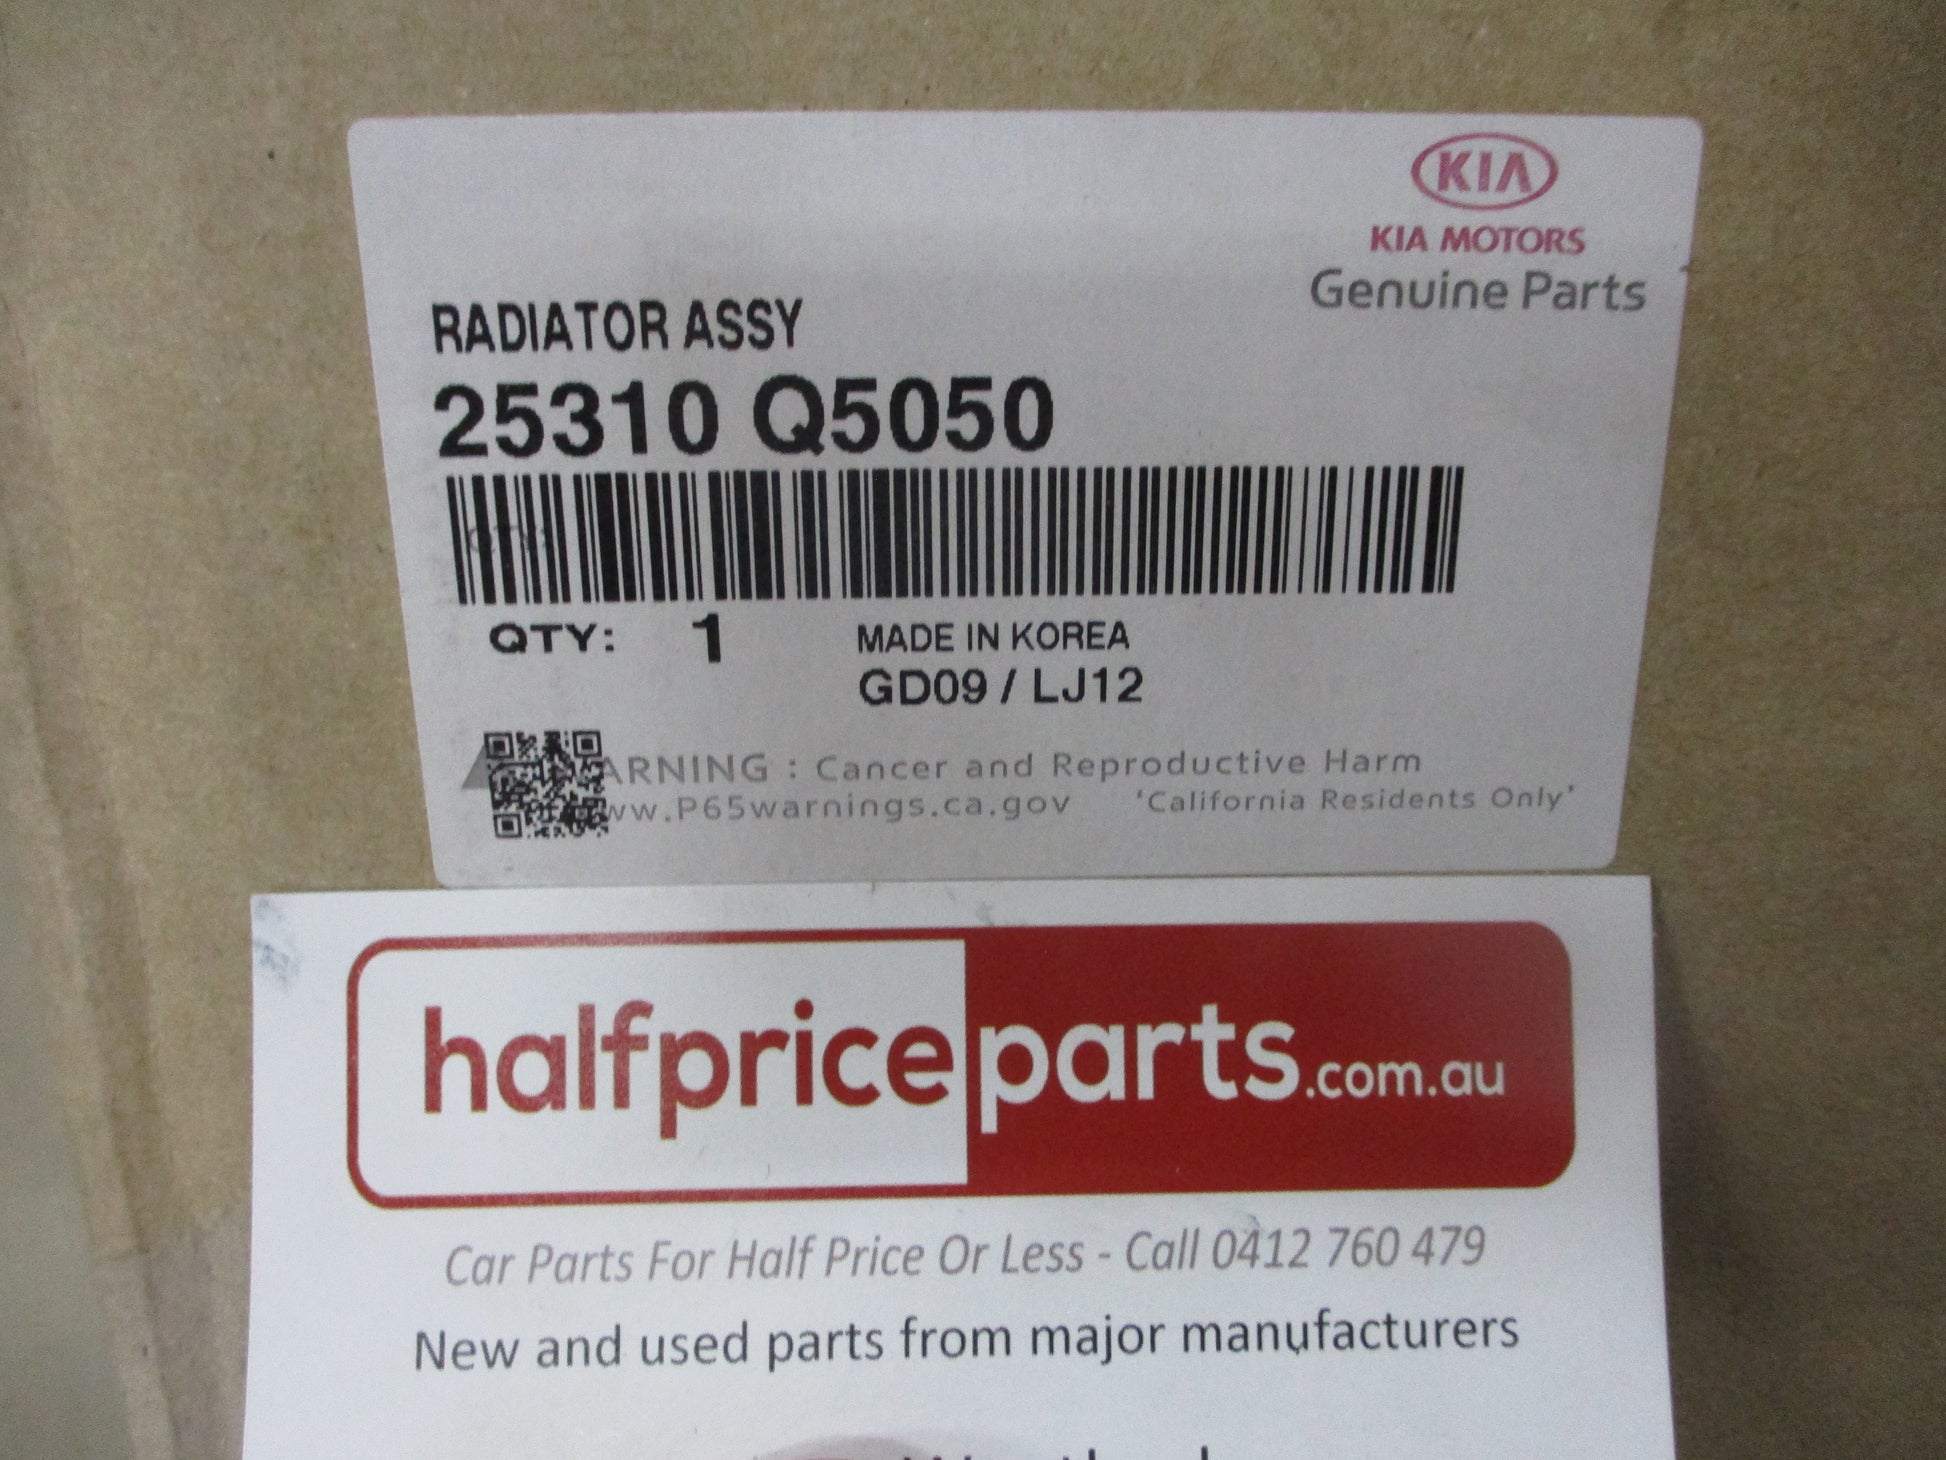 KIA
KIA MOTORS
Genuine Parts
RADIATOR ASSY
25310 Q5050
QTY: 1 MADE IN KOREA
GD09 / LJ12
WARNING : Cancer and Reproductive Harm
www.P65warnings.ca.gov 'California Residents Only'
halfpriceparts.com.au
Car Parts For Half Price Or Less - Call 0412 760 479
New and used parts from major manufacturers